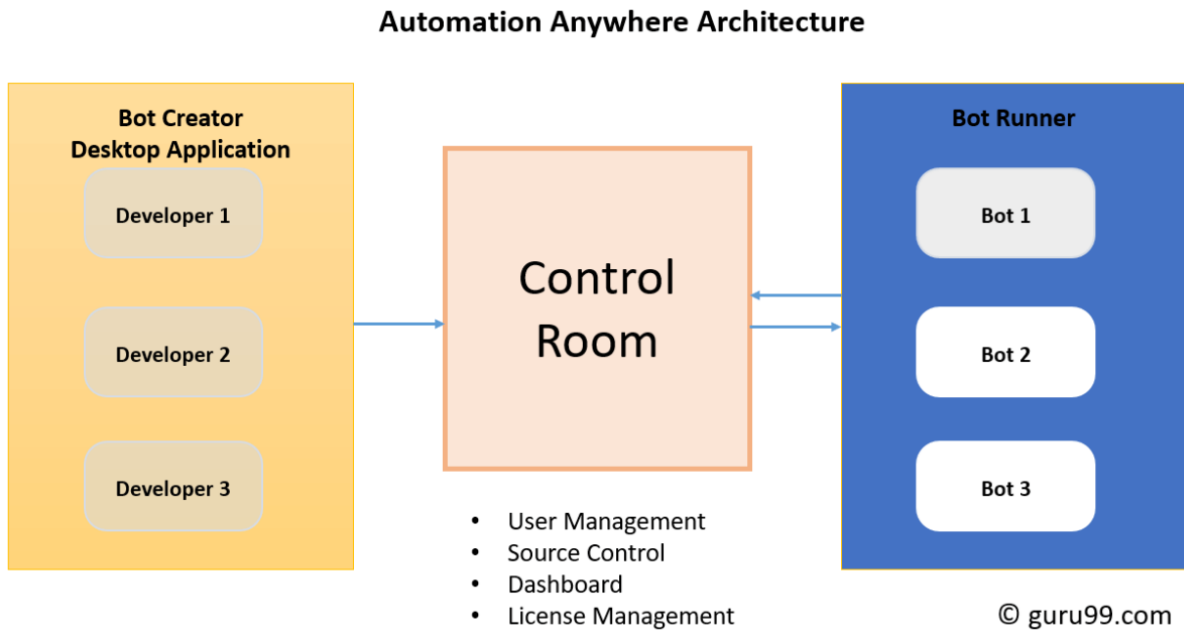 Automation Anywhere Architecture
Bot Creator
Desktop Application
Developer 1
Developer 2
Developer 3
Control
Room
• User Management
• Source Control
• Dashboard
• License Management
Bot Runner
Bot 1
Bot 2
Bot 3
© guru99.com